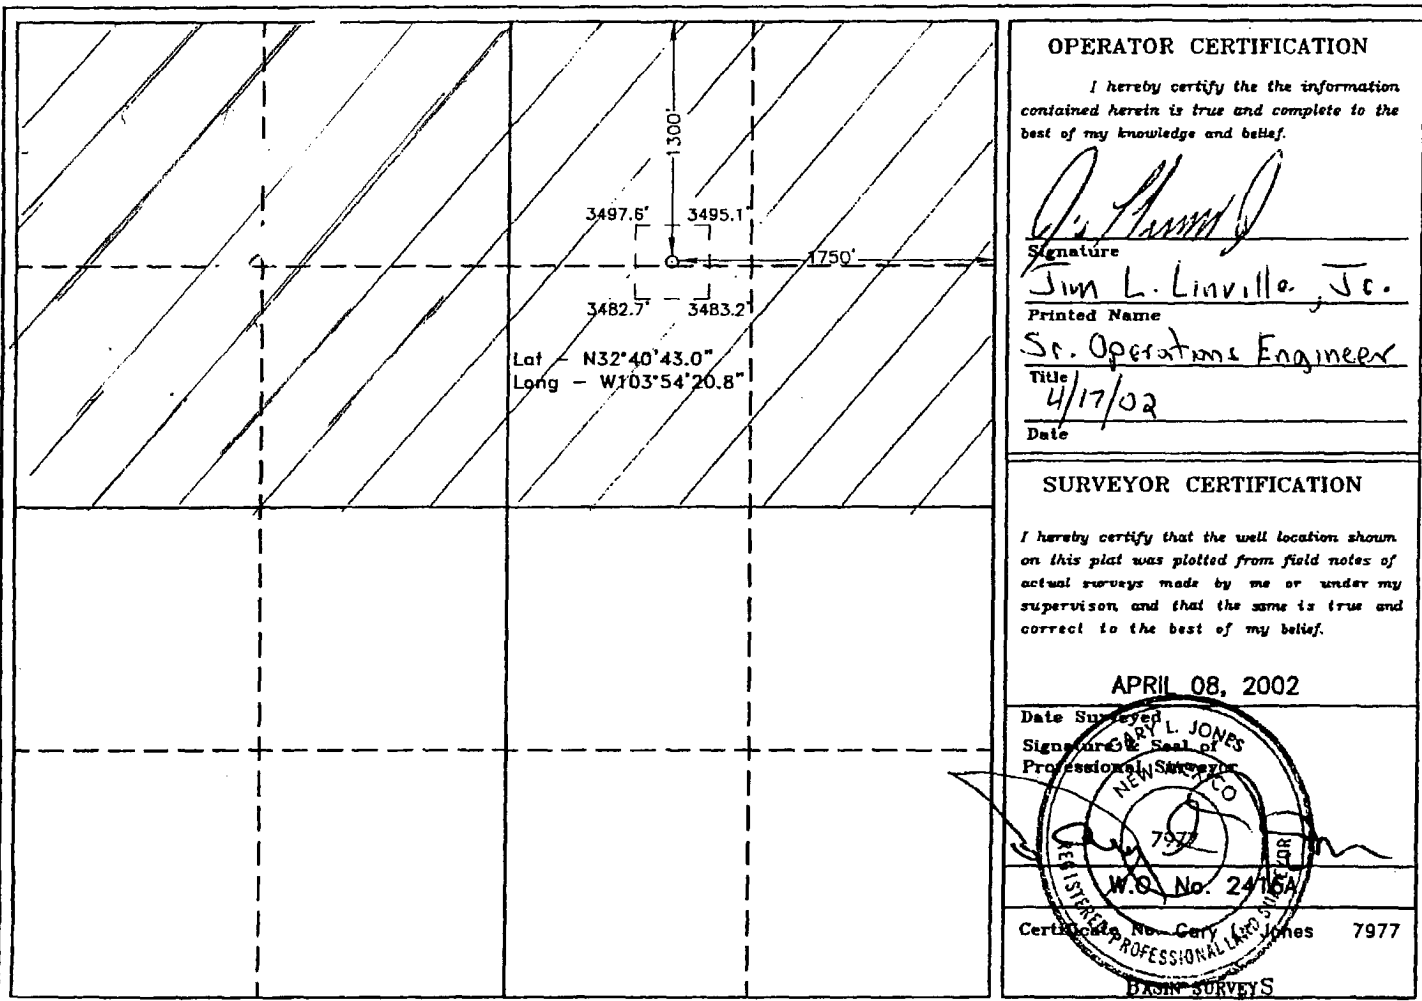 1300'
3497.6' 3495.1'
1750'
3482.7' 3483.2'
Lat - N32°40'43.0"
Long - W103°54'20.8"
OPERATOR CERTIFICATION
I hereby certify the the information
contained herein is true and complete to the
best of my knowledge and belief.
Signature
Jim L. Linville, Jr.
Printed Name
Sr. Operations Engineer
Title
4/17/02
Date
SURVEYOR CERTIFICATION
I hereby certify that the well location shown
on this plat was plotted from field notes of
actual surveys made by me or under my
supervison, and that the same is true and
correct to the best of my belief.
APRIL 08, 2002
Date Surveyed
Signature & Seal of
Professional Surveyor
GARY L. JONES
NEW MEXICO
7977
REGISTERED PROFESSIONAL LAND SURVEYOR
W.O. No. 2416A
Certificate No. Gary L. Jones 7977
BASIN SURVEYS